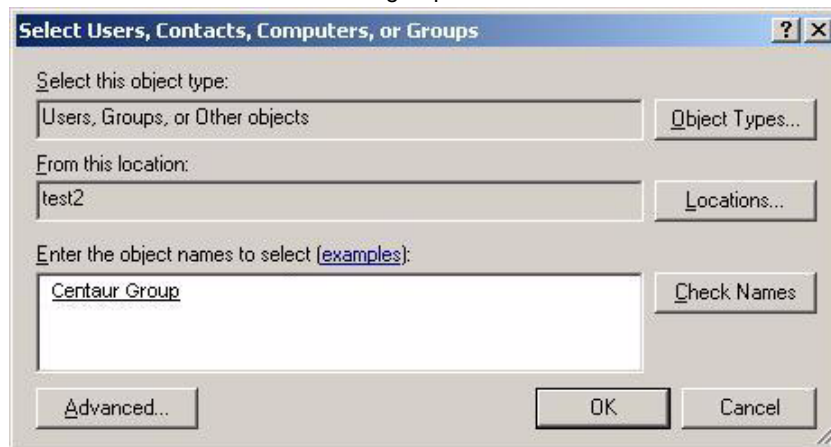 Select Users, Contacts, Computers, or Groups
Select this object type:
Users, Groups, or Other objects
Object Types...
From this location:
test2
Locations...
Enter the object names to select (examples):
Centaur Group
Check Names
Advanced...
OK
Cancel